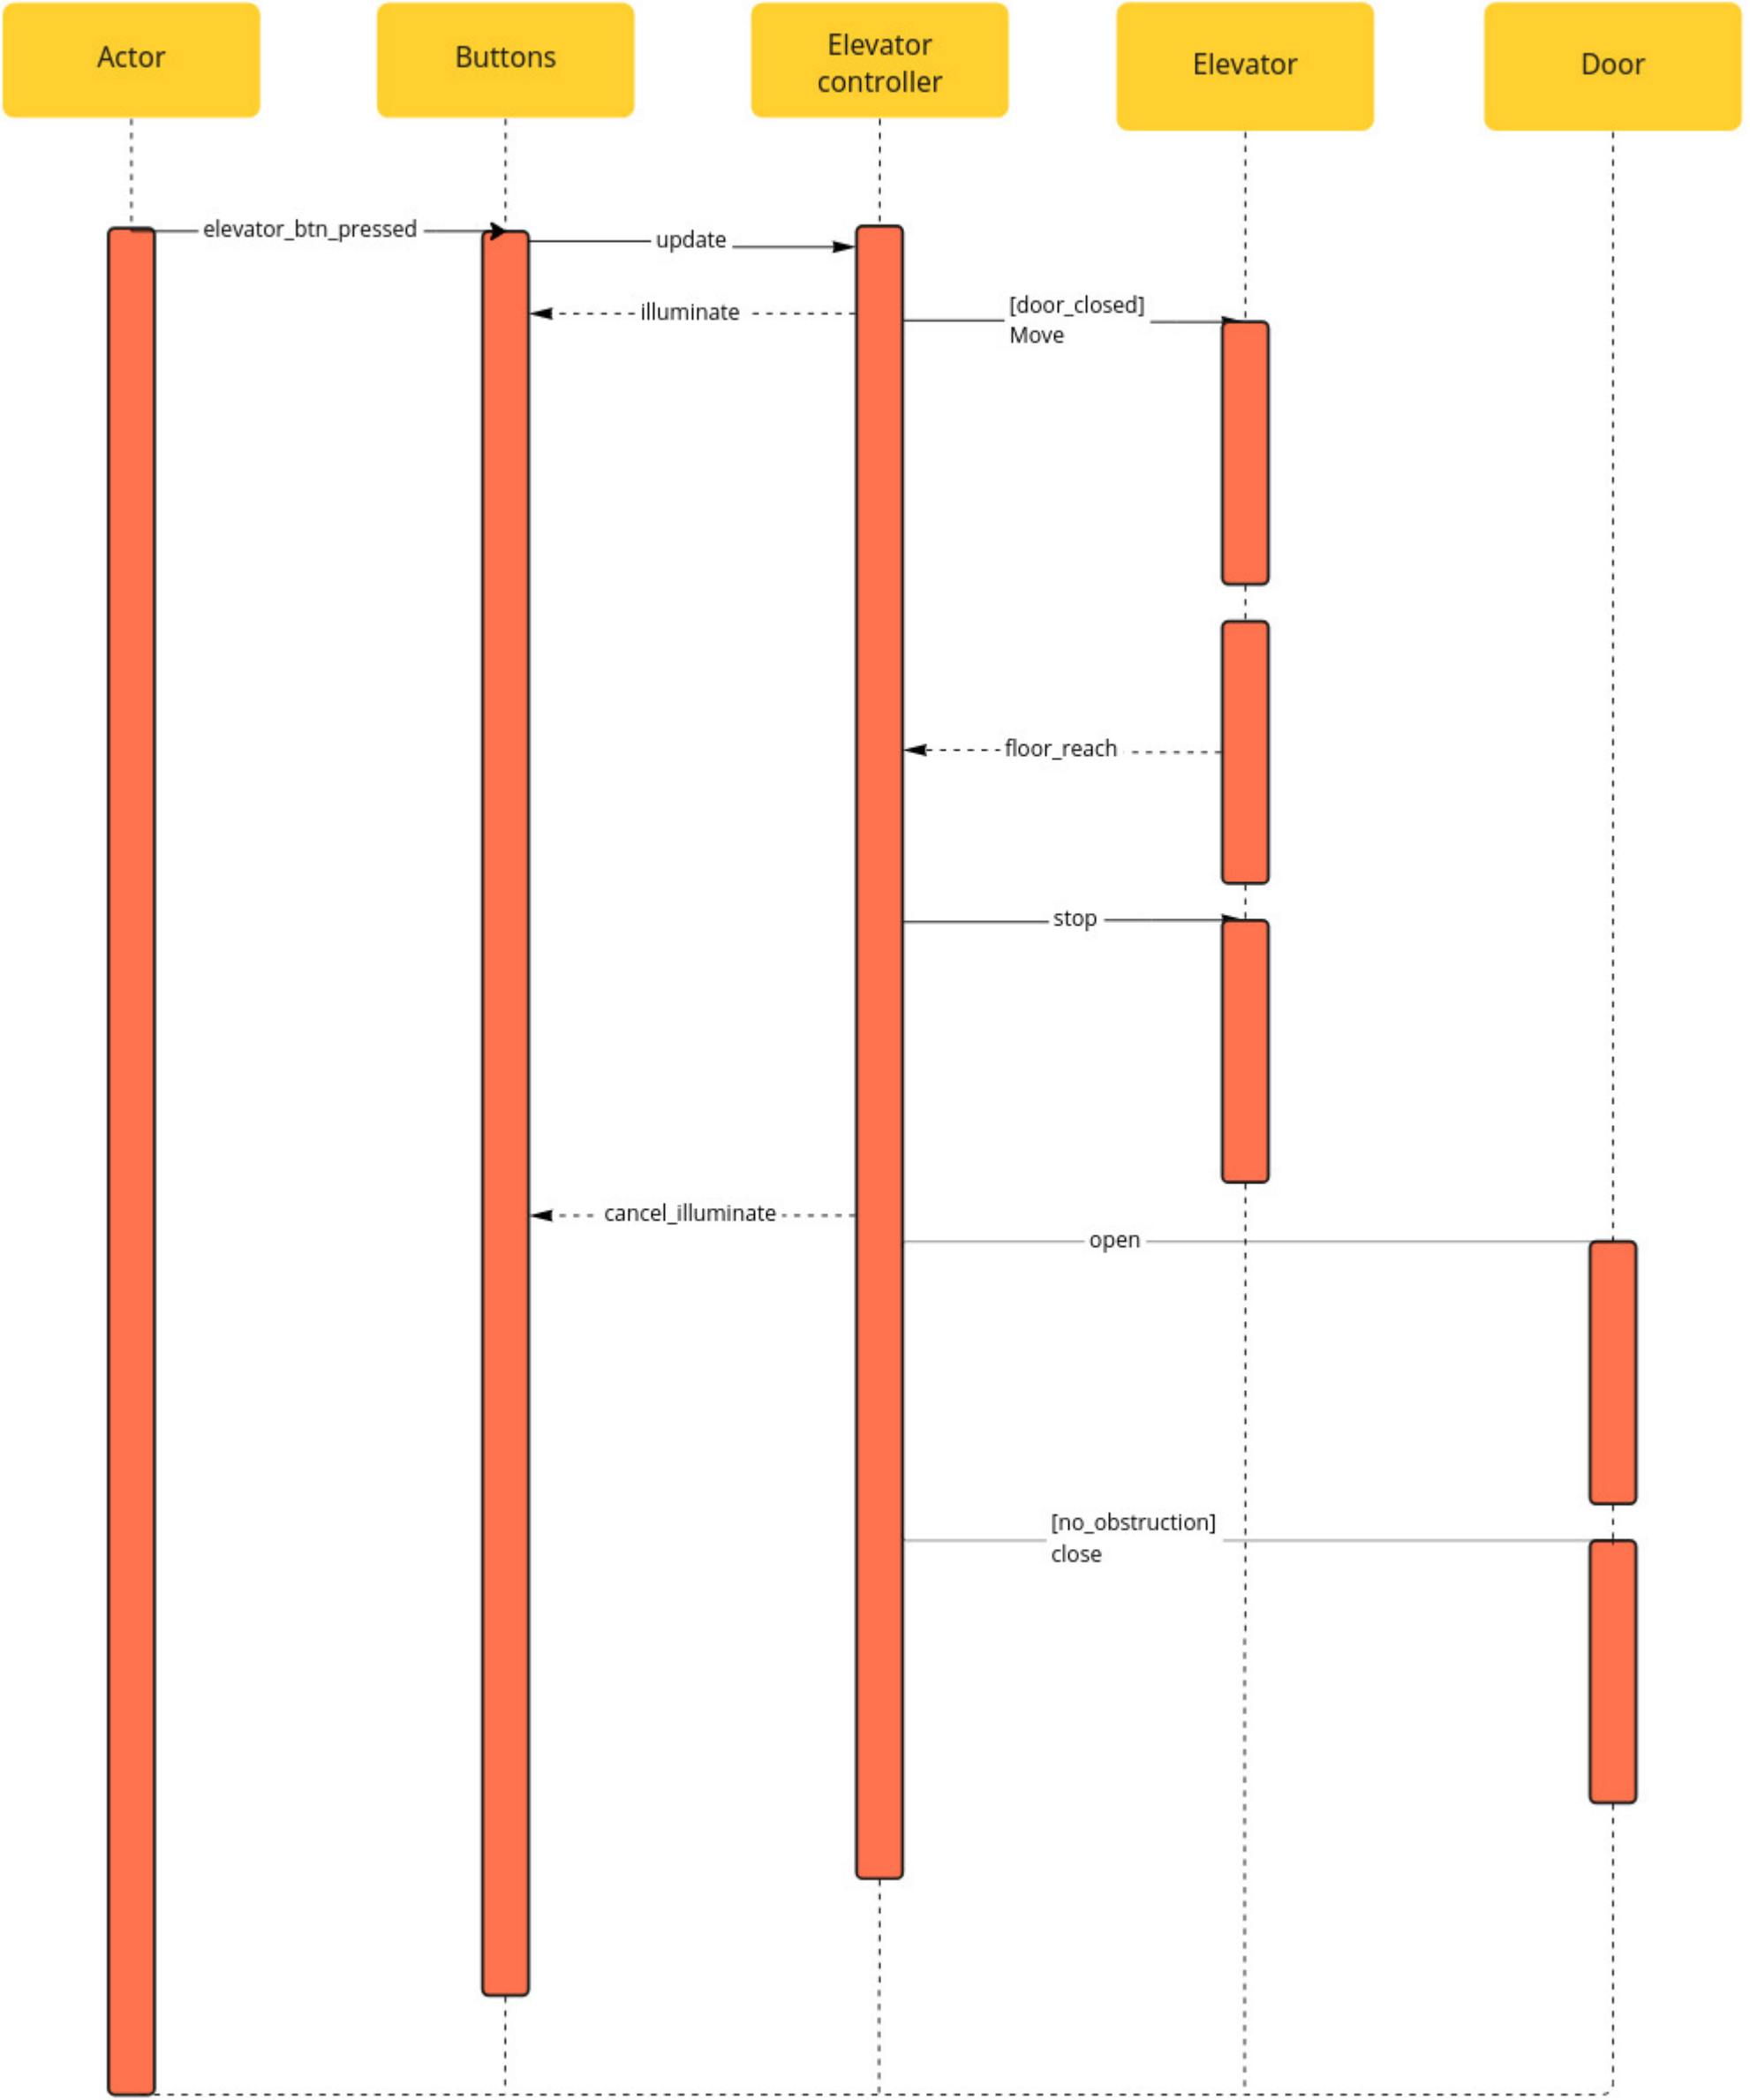 Actor
Buttons
Elevator
controller
Elevator
Door
elevator_btn_pressed
update
illuminate
[door_closed]
Move
floor_reach
stop
cancel_illuminate
open
[no_obstruction]
close